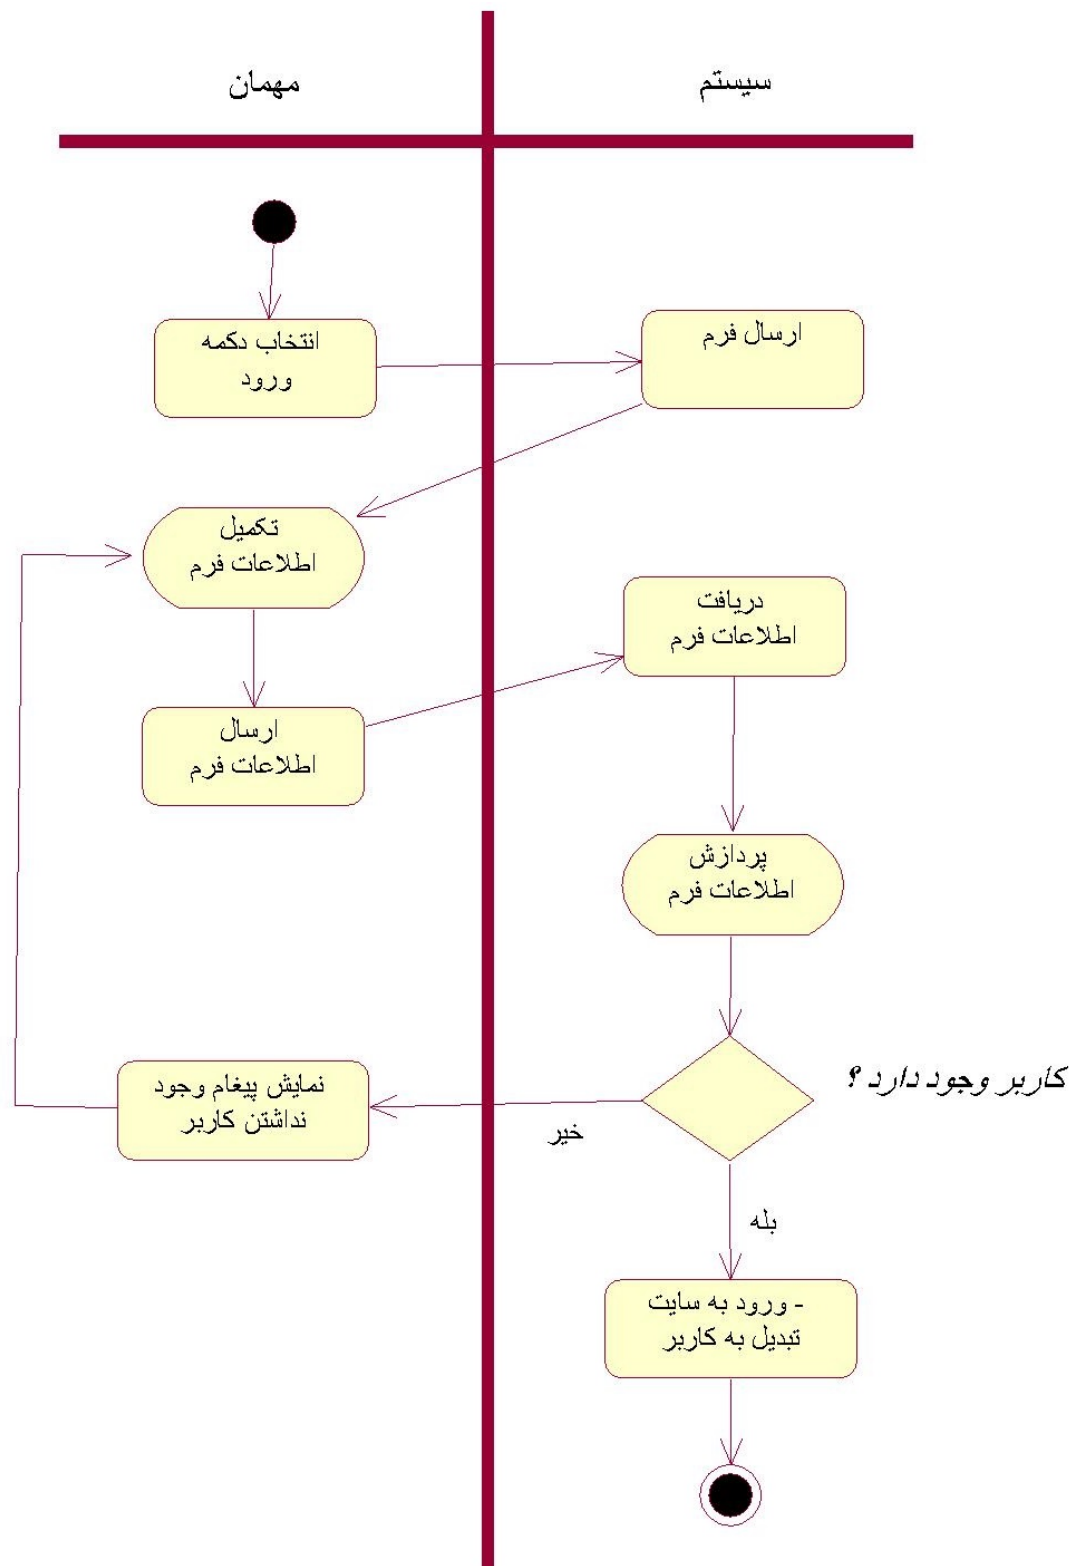 مهمان
سیستم
انتخاب دکمه
ورود
ارسال فرم
تکمیل
اطلاعات فرم
دریافت
اطلاعات فرم
ارسال
اطلاعات فرم
پردازش
اطلاعات فرم
کاربر وجود دارد ؟
نمایش پیغام وجود
نداشتن کاربر
خیر
بله
ورود به سایت -
تبدیل به کاربر